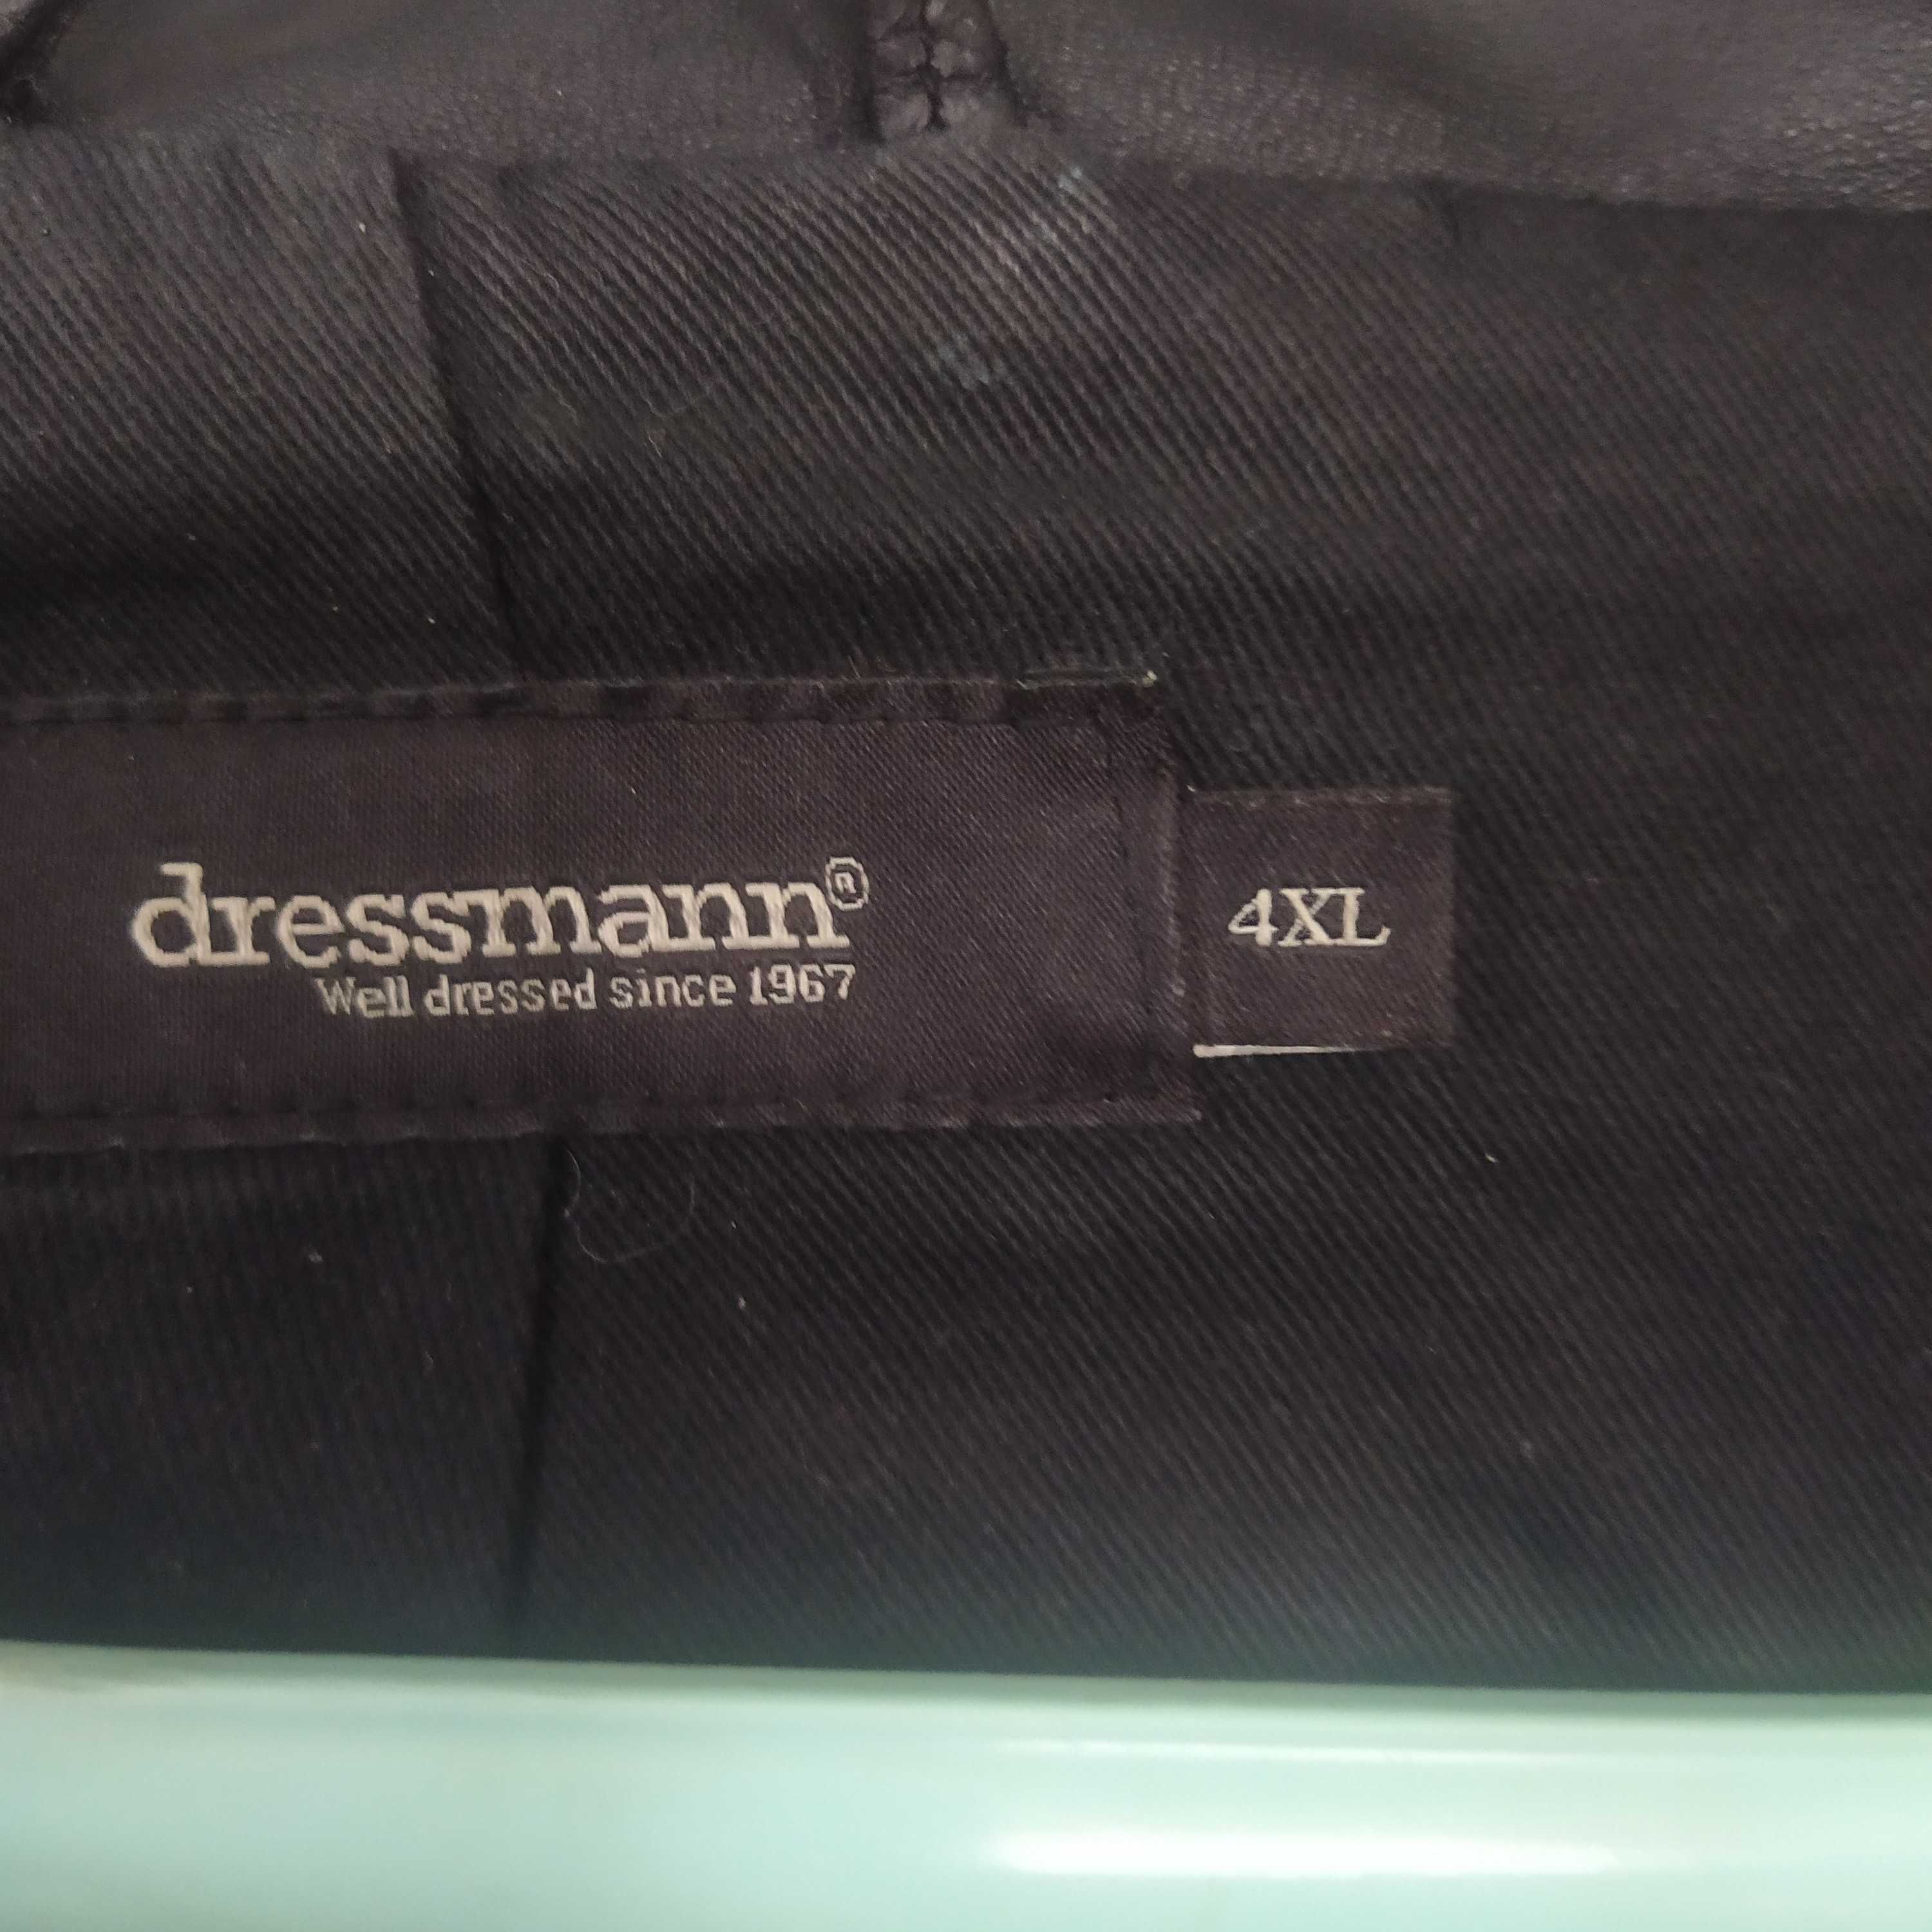 dressmann®
Well dressed since 1967
4XL